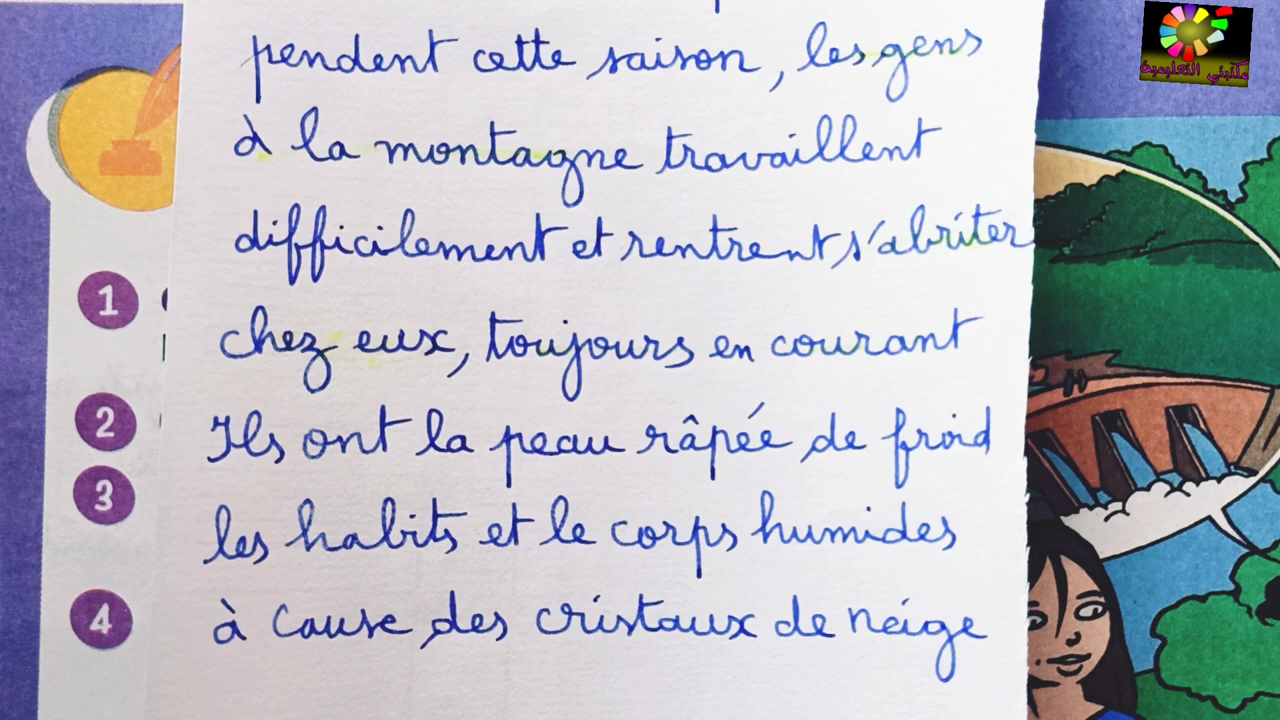 pendent cette saison, les gens
à la montagne travaillent
difficilement et rentrent s'abriter
chez eux, toujours en courant
Ils ont la peau râpée de froid
les habits et le corps humides
à cause des cristaux de neige
1
2
3
4
مكتبتي التعليمية